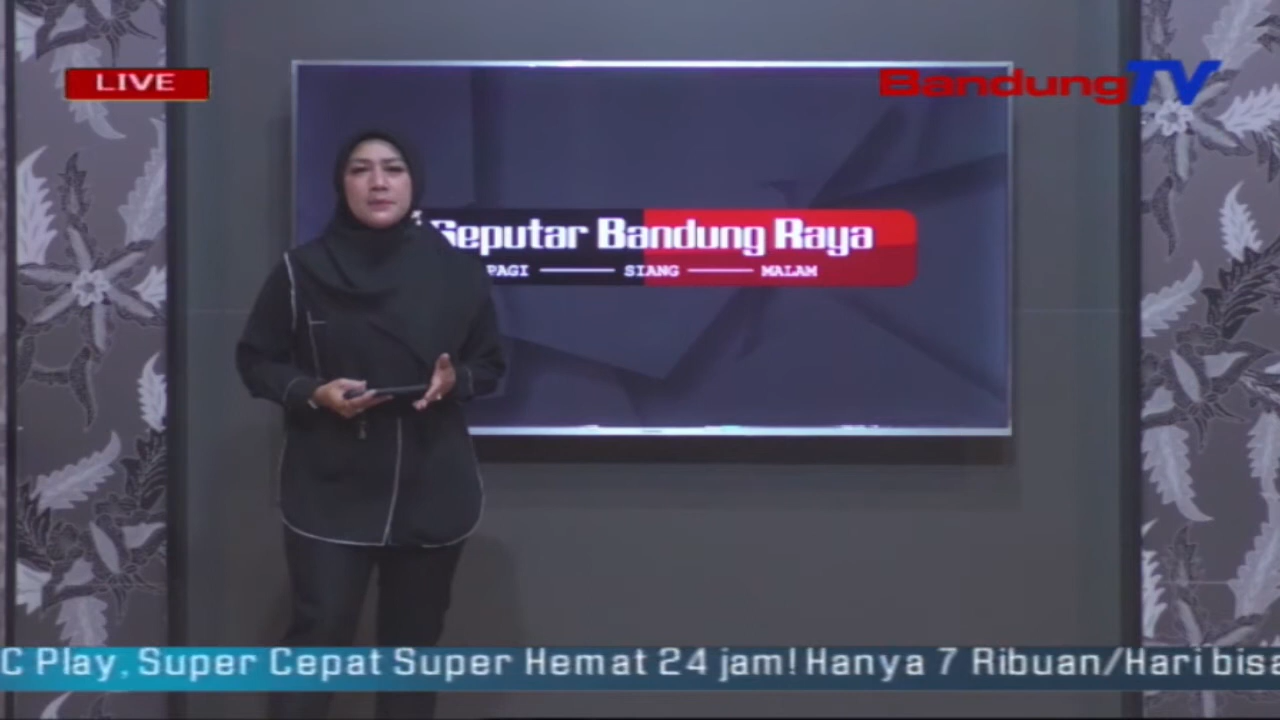 LIVE
BandungTV
Seputar Bandung Raya
PAGI SIANG MALAM
C Play, Super Cepat Super Hemat 24 jam! Hanya 7 Ribuan/Hari bisa